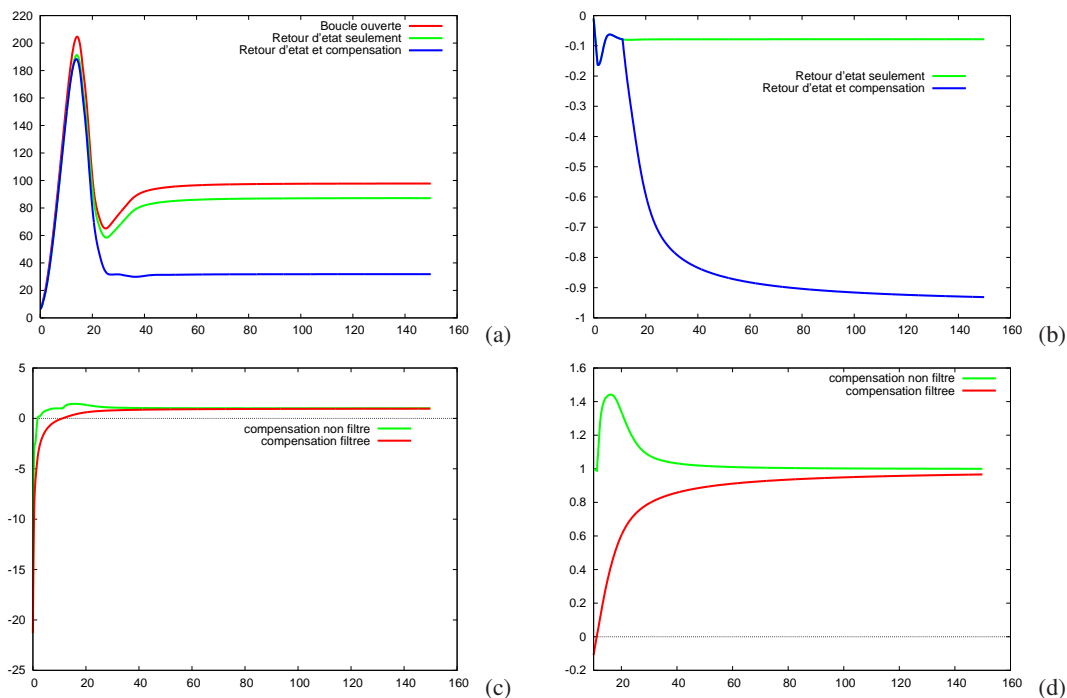 220
200
180
160
140
120
100
80
60
40
20
0
0 20 40 60 80 100 120 140 160
Boucle ouverte
Retour d'etat seulement
Retour d'etat et compensation
(a)
0
-0.1
-0.2
-0.3
-0.4
-0.5
-0.6
-0.7
-0.8
-0.9
-1
0 20 40 60 80 100 120 140 160
Retour d'etat seulement
Retour d'etat et compensation
(b)
5
0
-5
-10
-15
-20
-25
0 20 40 60 80 100 120 140 160
compensation non filtre
compensation filtree
(c)
1.6
1.4
1.2
1
0.8
0.6
0.4
0.2
0
-0.2
20 40 60 80 100 120 140 160
compensation non filtre
compensation filtree
(d)